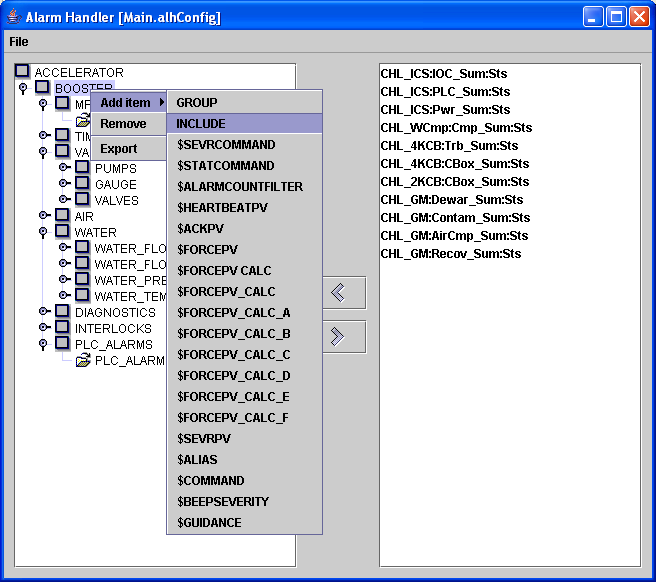 Alarm Handler [Main.alhConfig]
File
ACCELERATOR
BOOSTER
TIM
VA
PUMPS
GAUGE
VALVES
AIR
WATER
WATER_FLO
WATER_FLO
WATER_PRE
WATER_TEM
DIAGNOSTICS
INTERLOCKS
PLC_ALARMS
PLC_ALARM
Add item
Remove
Export
GROUP
INCLUDE
$SEVRCOMMAND
$STATCOMMAND
$ALARMCOUNTFILTER
$HEARTBEATPV
$ACKPV
$FORCEPV
$FORCEPV CALC
$FORCEPV_CALC
$FORCEPV_CALC_A
$FORCEPV_CALC_B
$FORCEPV_CALC_C
$FORCEPV_CALC_D
$FORCEPV_CALC_E
$FORCEPV_CALC_F
$SEVRPV
$ALIAS
$COMMAND
$BEEPSEVERITY
$GUIDANCE
CHL_ICS:IOC_Sum:Sts
CHL_ICS:PLC_Sum:Sts
CHL_ICS:Pwr_Sum:Sts
CHL_WCmp:Cmp_Sum:Sts
CHL_4KCB:Trb_Sum:Sts
CHL_4KCB:CBox_Sum:Sts
CHL_2KCB:CBox_Sum:Sts
CHL_GM:Dewar_Sum:Sts
CHL_GM:Contam_Sum:Sts
CHL_GM:AirCmp_Sum:Sts
CHL_GM:Recov_Sum:Sts